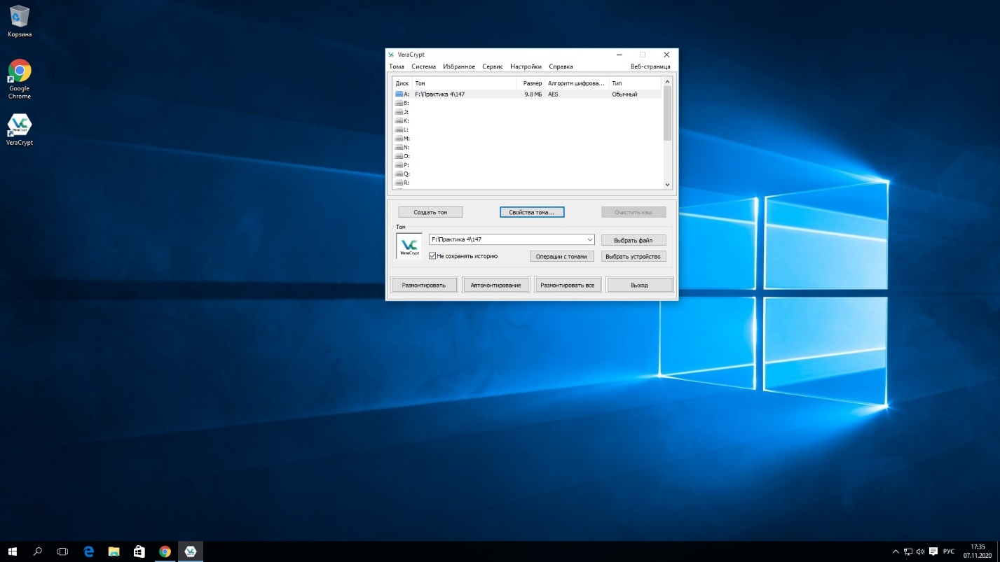 Корзина
Google
Chrome
VeraCrypt
VeraCrypt
Тома Система Избранное Сервис Настройки Справка Веб-страница
Диск Том Размер Алгоритм шифрова... Тип
A: F:\Практика 4\147 9.8 МБ AES Обычный
B:
J:
K:
L:
M:
N:
O:
P:
Q:
R:
Создать том Свойства тома... Очистить кэш
Том
VeraCrypt
F:\Практика 4\147 Выбрать файл
Не сохранять историю Операции с томами Выбрать устройство
Размонтировать Автомонтирование Размонтировать все Выход
РУС
17:35
07.11.2020